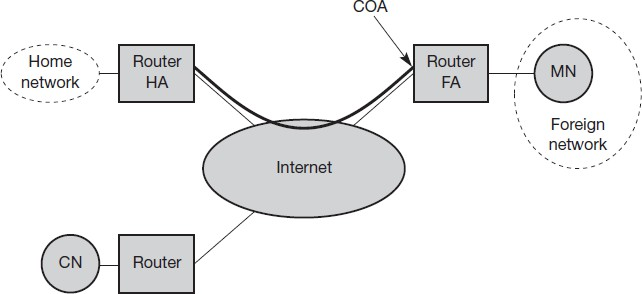 COA
Home
network
Router
HA
Router
FA
MN
Foreign
network
Internet
CN
Router